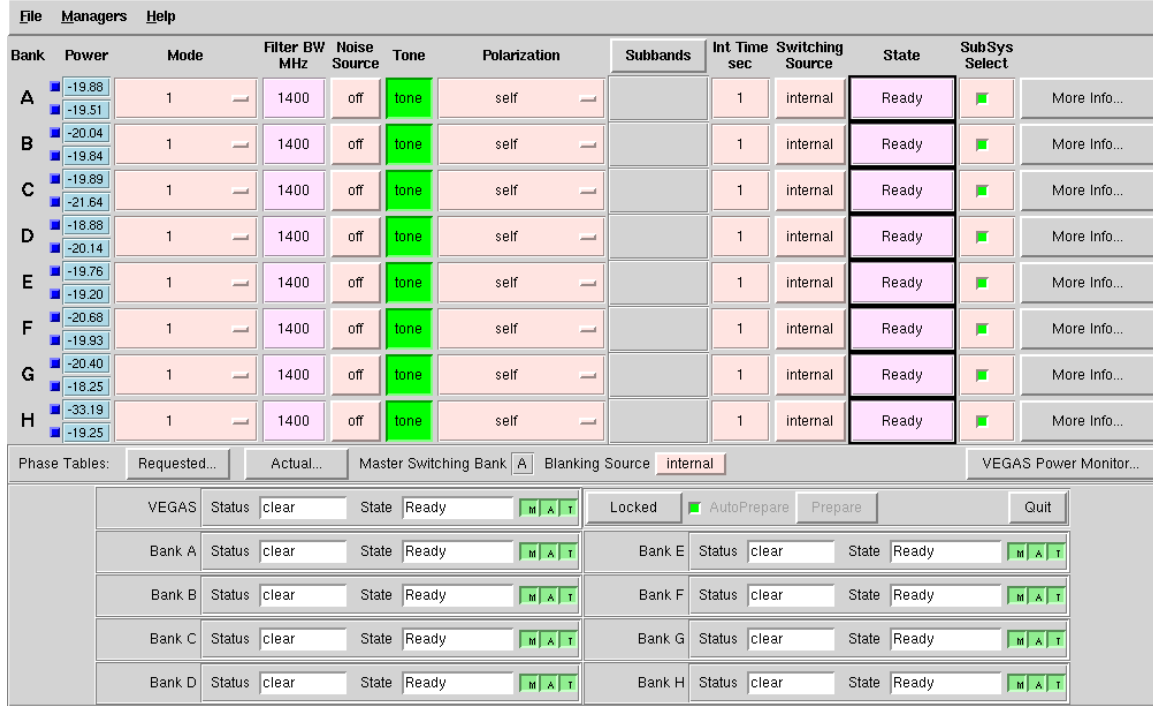 File Managers Help
Bank Power Mode Filter BW MHz Noise Source Tone Polarization Subbands Int Time sec Switching Source State SubSys Select
A -19.88 -19.51 1 1400 off tone self 1 internal Ready More Info...
B -20.04 -19.84 1 1400 off tone self 1 internal Ready More Info...
C -19.89 -21.64 1 1400 off tone self 1 internal Ready More Info...
D -18.88 -20.14 1 1400 off tone self 1 internal Ready More Info...
E -19.76 -19.20 1 1400 off tone self 1 internal Ready More Info...
F -20.68 -19.93 1 1400 off tone self 1 internal Ready More Info...
G -20.40 -18.25 1 1400 off tone self 1 internal Ready More Info...
H -33.19 -19.25 1 1400 off tone self 1 internal Ready More Info...
Phase Tables: Requested... Actual... Master Switching Bank A Blanking Source internal VEGAS Power Monitor...
VEGAS Status clear State Ready M A T Locked AutoPrepare Prepare Quit
Bank A Status clear State Ready M A T Bank E Status clear State Ready M A T
Bank B Status clear State Ready M A T Bank F Status clear State Ready M A T
Bank C Status clear State Ready M A T Bank G Status clear State Ready M A T
Bank D Status clear State Ready M A T Bank H Status clear State Ready M A T